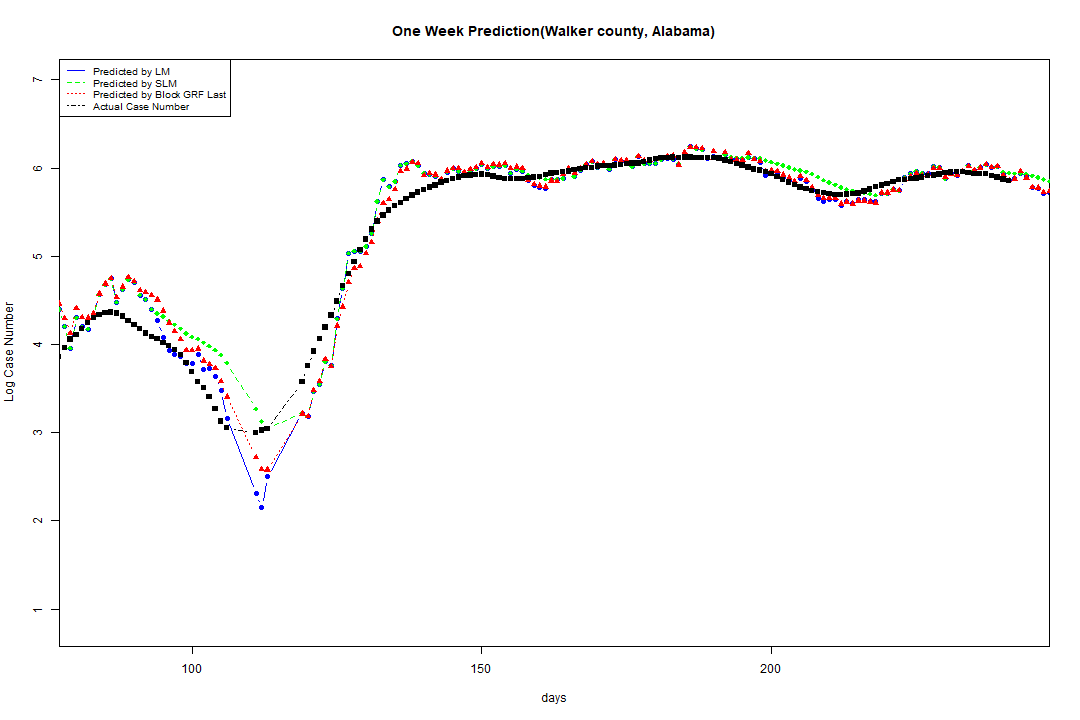 One Week Prediction(Walker county, Alabama)
Predicted by LM
Predicted by SLM
Predicted by Block GRF Last
Actual Case Number
7
6
5
4
3
2
1
Log Case Number
100 150 200
days